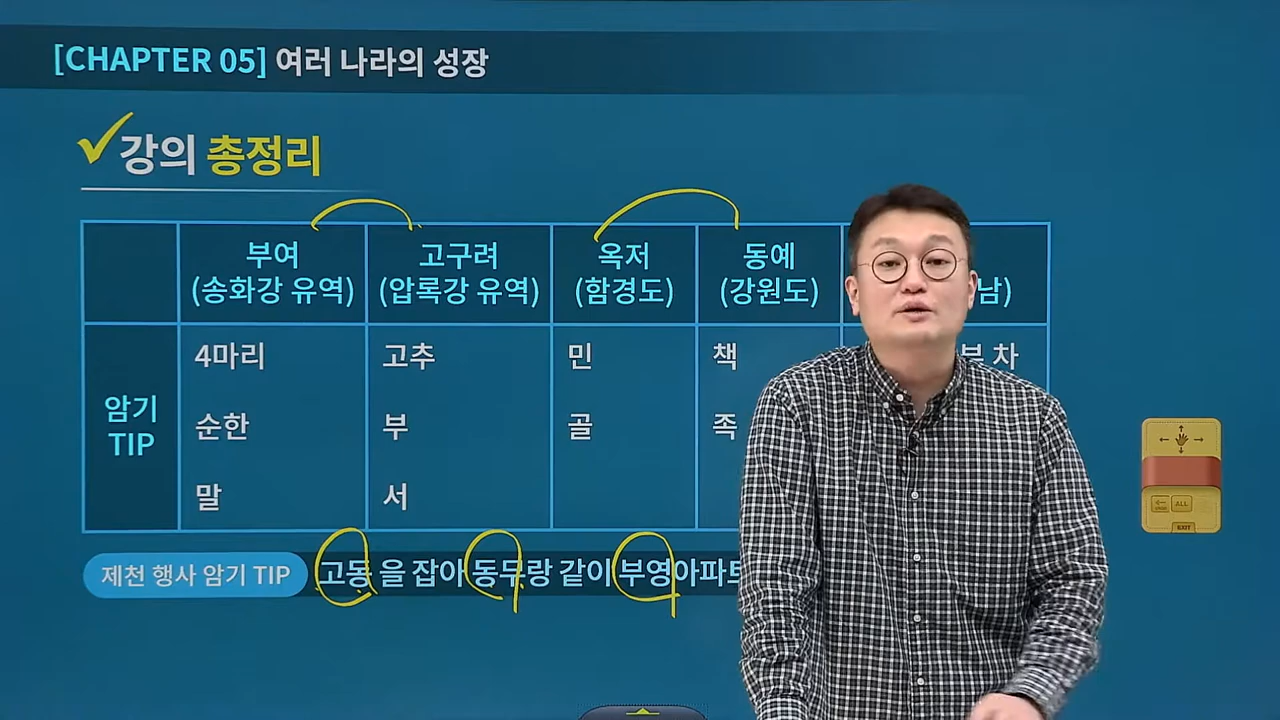 [CHAPTER 05] 여러 나라의 성장
강의 총정리
부여
(송화강 유역)
고구려
(압록강 유역)
옥저
(함경도)
동예
(강원도)
남)
암기
TIP
4마리
순한
말
고추
부
서
민
골
책
족
차
제천 행사 암기 TIP
고동 을 잡아 동무랑 같이 부영아파트
ALL
EXIT